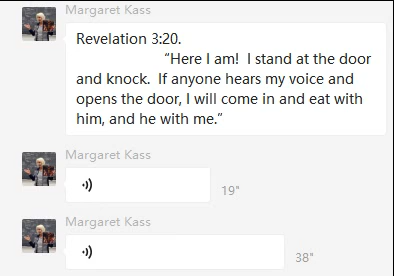 Margaret Kass
Revelation 3:20.
“Here I am!  I stand at the door
and knock.  If anyone hears my voice and
opens the door, I will come in and eat with
him, and he with me.”
Margaret Kass
19"
Margaret Kass
38"